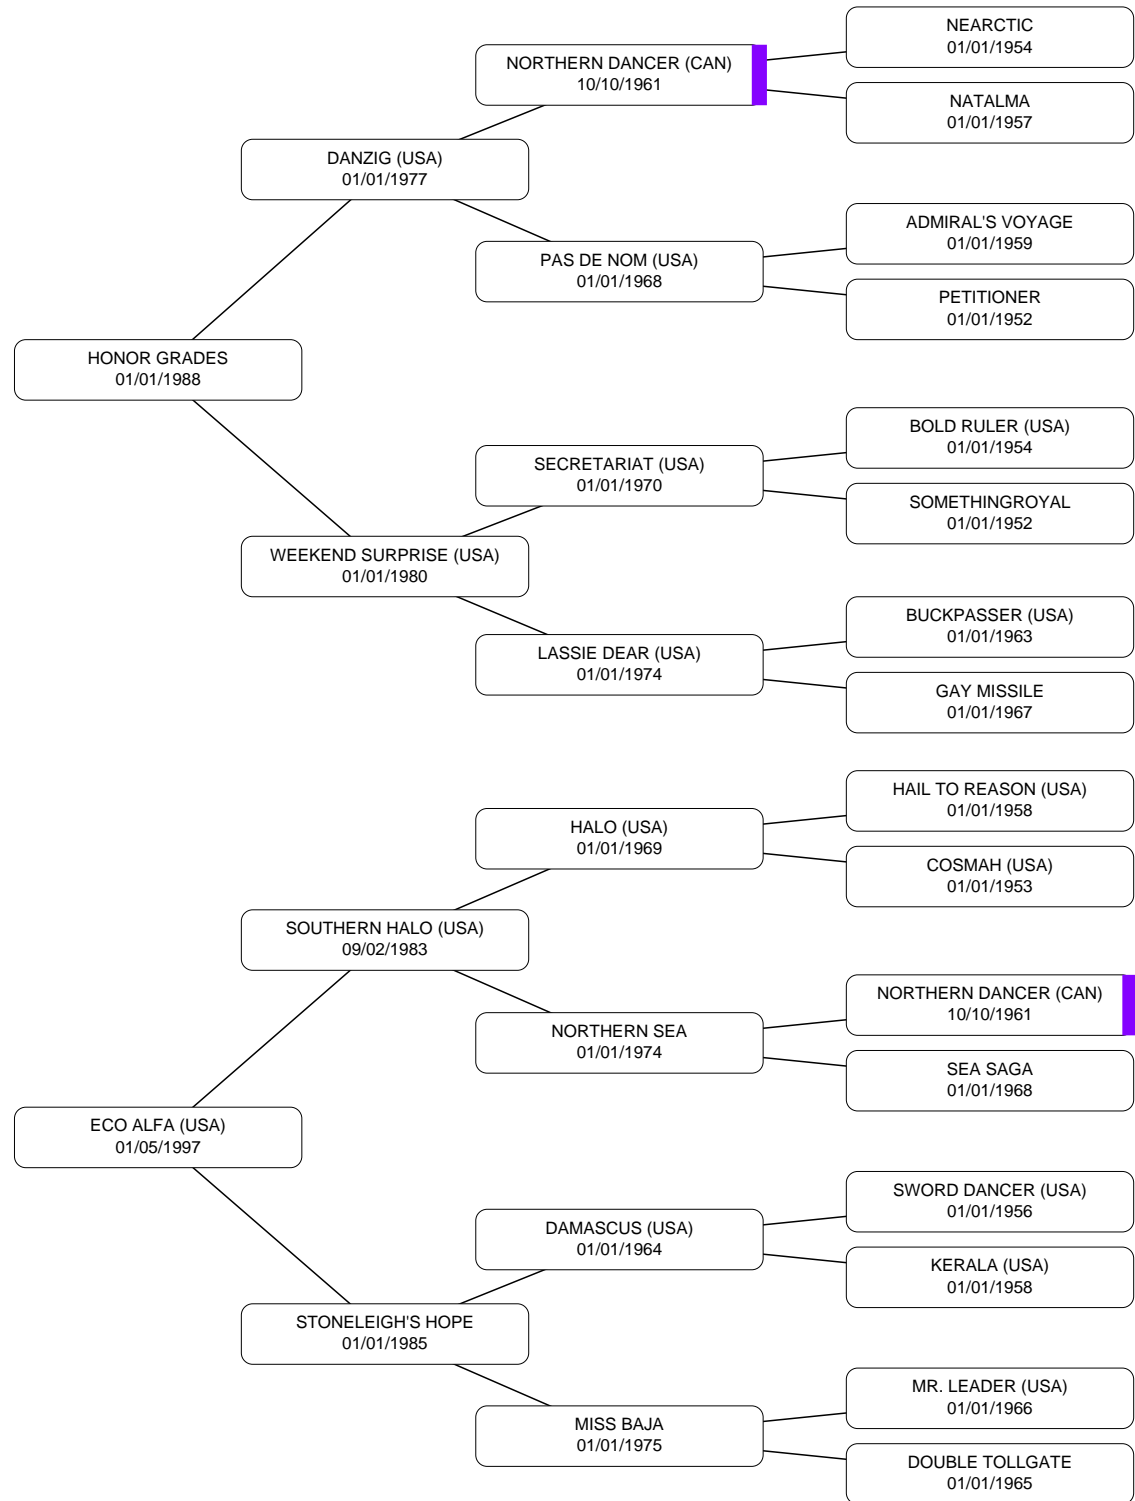 NEARCTIC
01/01/1954
NORTHERN DANCER (CAN)
10/10/1961
NATALMA
01/01/1957
DANZIG (USA)
01/01/1977
ADMIRAL'S VOYAGE
01/01/1959
PAS DE NOM (USA)
01/01/1968
PETITIONER
01/01/1952
HONOR GRADES
01/01/1988
BOLD RULER (USA)
01/01/1954
SECRETARIAT (USA)
01/01/1970
SOMETHINGROYAL
01/01/1952
WEEKEND SURPRISE (USA)
01/01/1980
BUCKPASSER (USA)
01/01/1963
LASSIE DEAR (USA)
01/01/1974
GAY MISSILE
01/01/1967
HAIL TO REASON (USA)
01/01/1958
HALO (USA)
01/01/1969
COSMAH (USA)
01/01/1953
SOUTHERN HALO (USA)
09/02/1983
NORTHERN DANCER (CAN)
10/10/1961
NORTHERN SEA
01/01/1974
SEA SAGA
01/01/1968
ECO ALFA (USA)
01/05/1997
SWORD DANCER (USA)
01/01/1956
DAMASCUS (USA)
01/01/1964
KERALA (USA)
01/01/1958
STONELEIGH'S HOPE
01/01/1985
MR. LEADER (USA)
01/01/1966
MISS BAJA
01/01/1975
DOUBLE TOLLGATE
01/01/1965